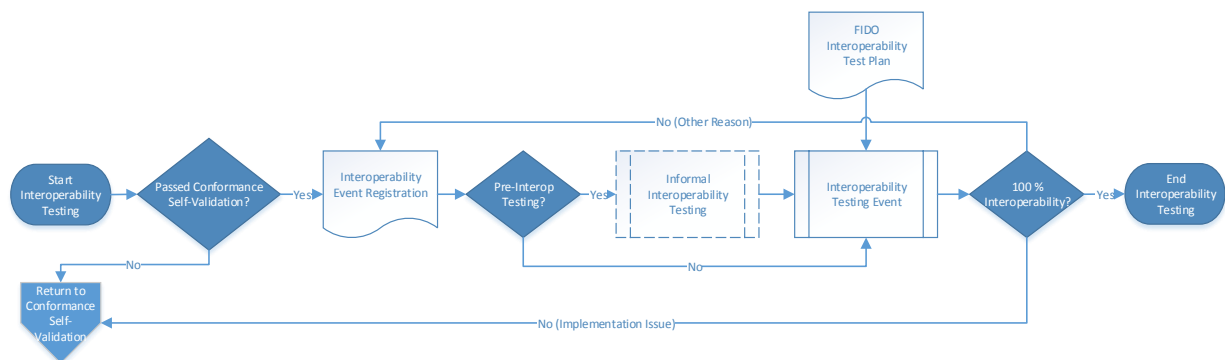 FIDO
Interoperability
Test Plan
No (Other Reason)
Start
Interoperability
Testing
Passed Conformance
Self-Validation?
Yes
Interoperability
Event Registration
Pre-Interop
Testing?
Yes
Informal
Interoperability
Testing
Interoperability
Testing Event
100 %
Interoperability?
Yes
End
Interoperability
Testing
No
No
Return to
Conformance
Self-
Validation
No (Implementation Issue)